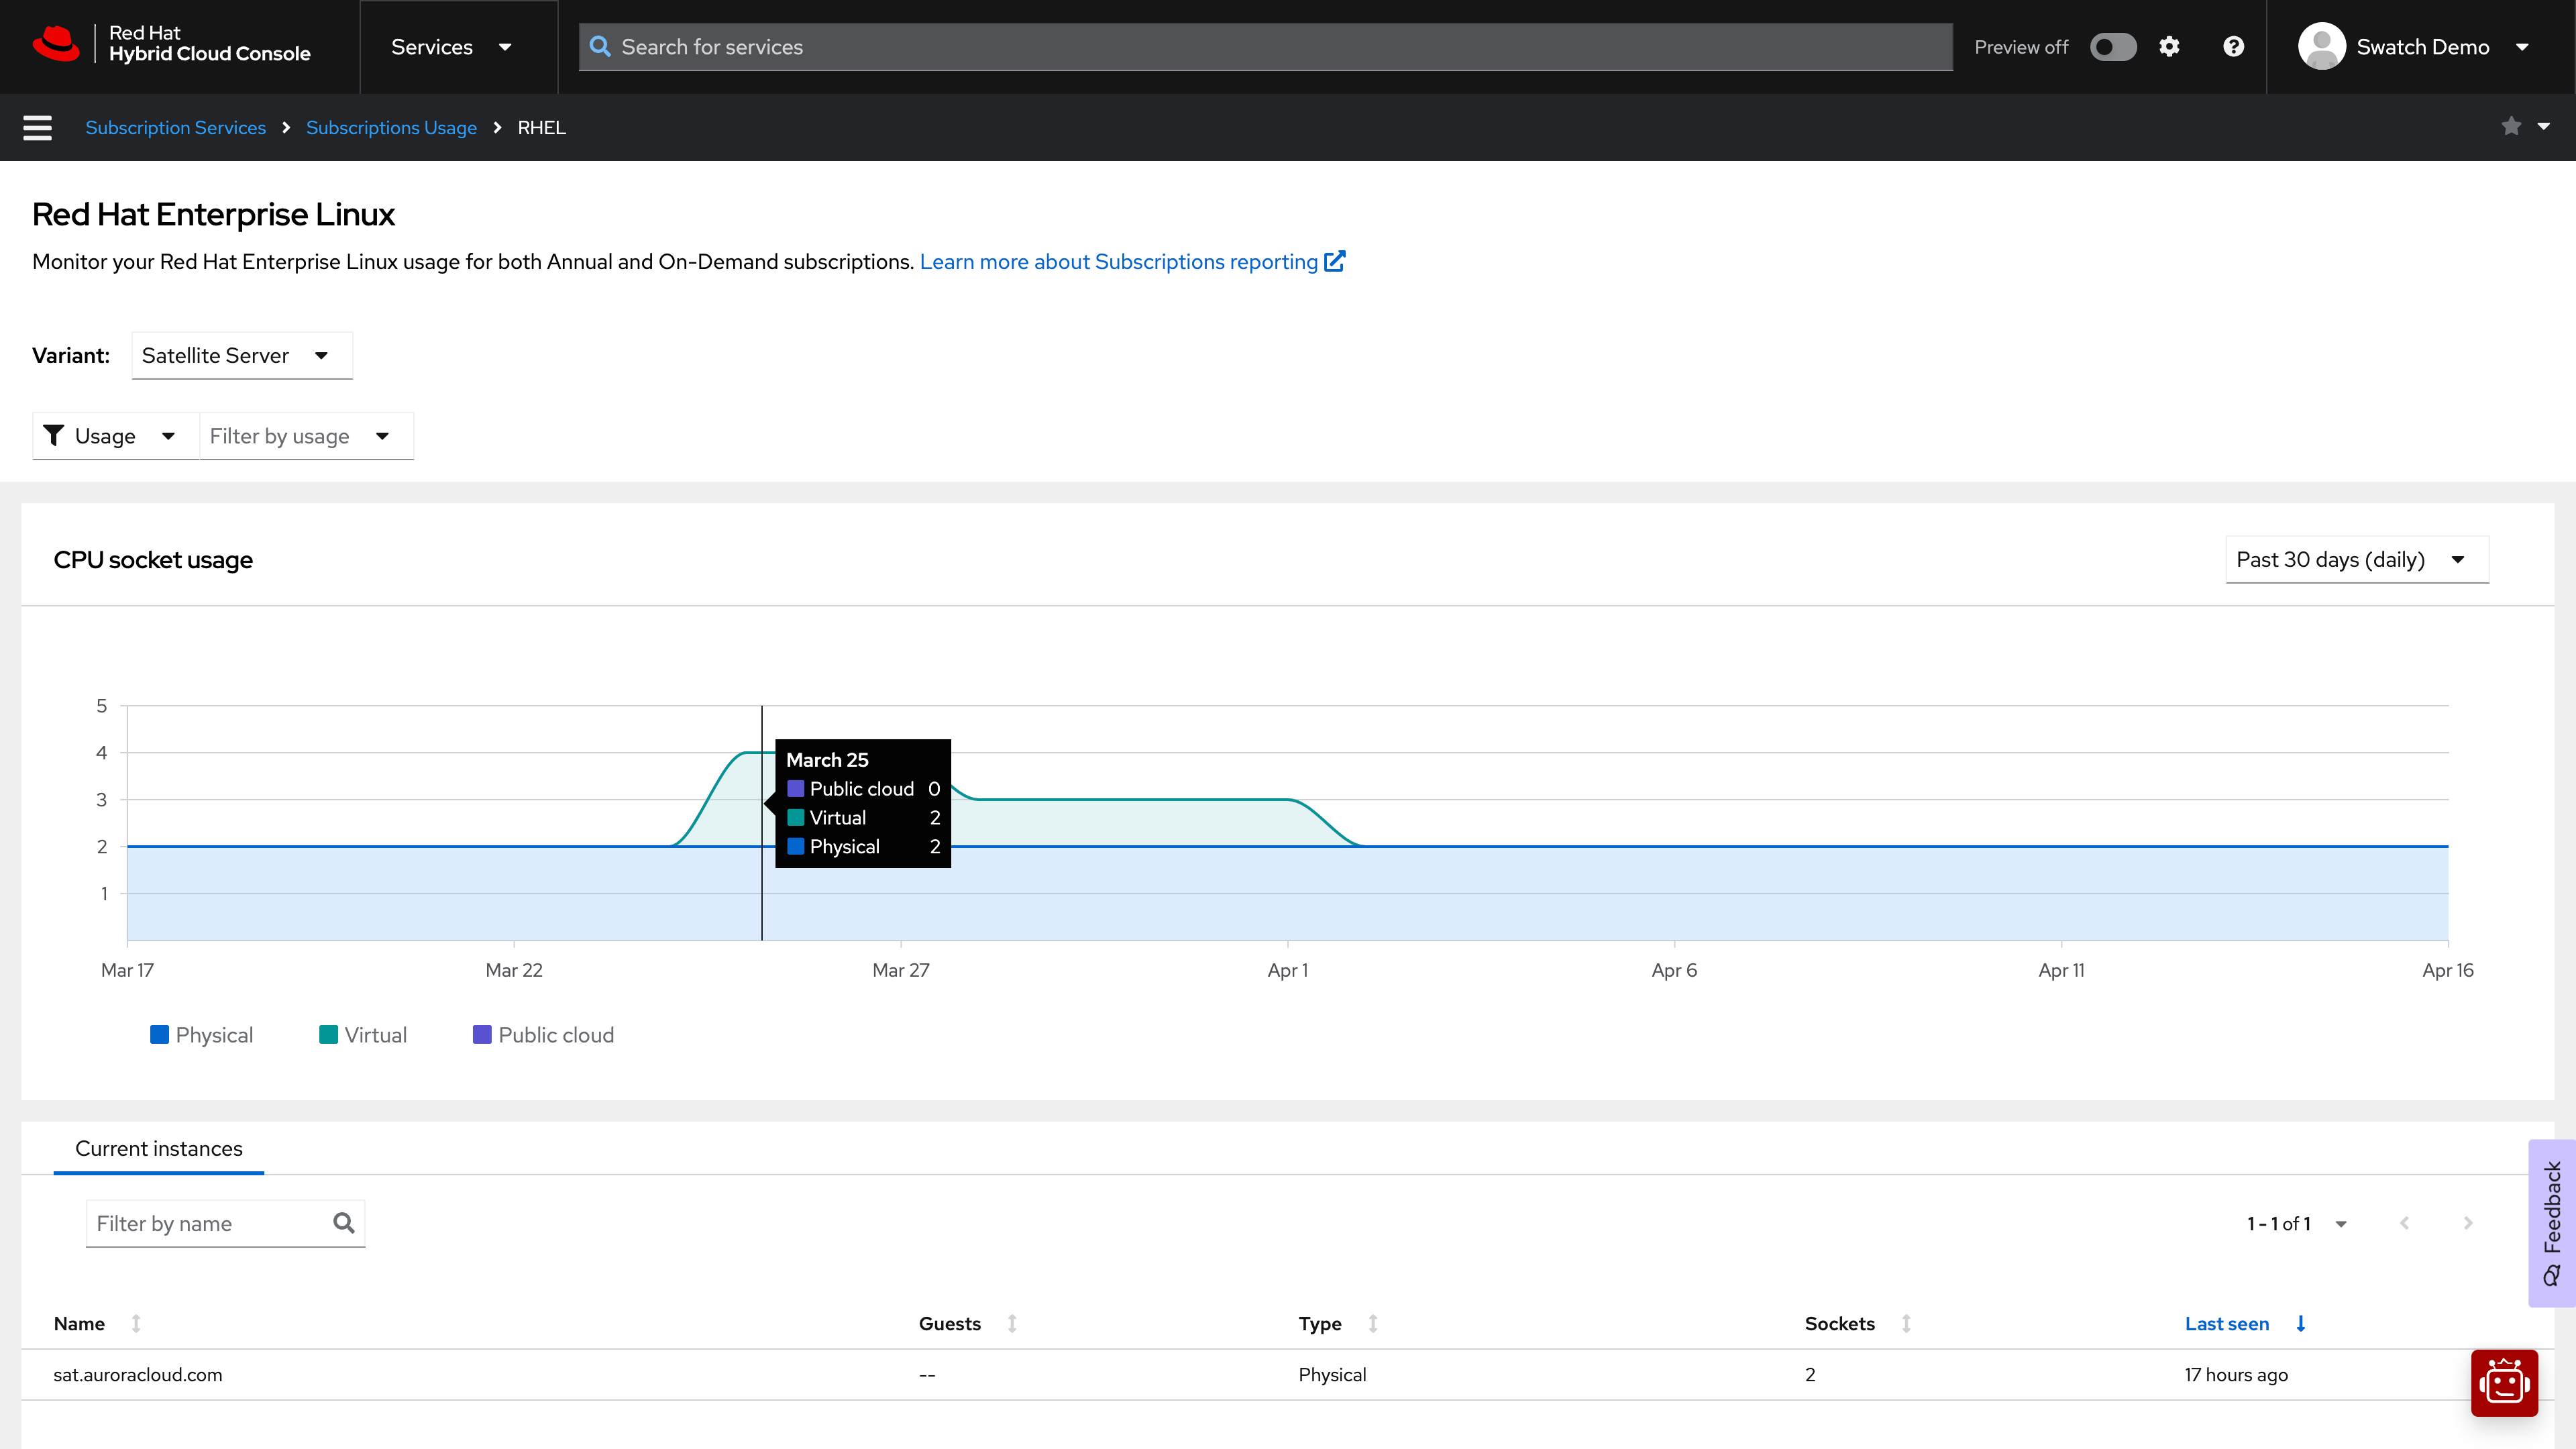 Red Hat
Hybrid Cloud Console
Services
Search for services
Preview off
Swatch Demo
Subscription Services
Subscriptions Usage
RHEL
Red Hat Enterprise Linux
Monitor your Red Hat Enterprise Linux usage for both Annual and On-Demand subscriptions. Learn more about Subscriptions reporting
Variant:
Satellite Server
Usage
Filter by usage
CPU socket usage
Past 30 days (daily)
5
4
3
2
1
March 25
Public cloud 0
Virtual 2
Physical 2
Mar 17
Mar 22
Mar 27
Apr 1
Apr 6
Apr 11
Apr 16
Physical
Virtual
Public cloud
Current instances
Feedback
Filter by name
1 - 1 of 1
Name
Guests
Type
Sockets
Last seen
sat.auroracloud.com
--
Physical
2
17 hours ago